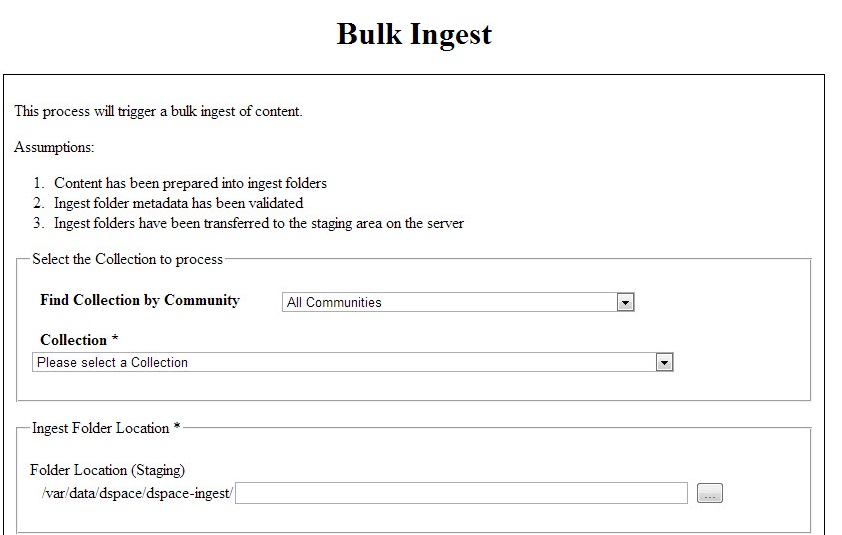 Bulk Ingest
This process will trigger a bulk ingest of content.
Assumptions:
1. Content has been prepared into ingest folders
2. Ingest folder metadata has been validated
3. Ingest folders have been transferred to the staging area on the server
Select the Collection to process
Find Collection by Community All Communities
Collection *
Please select a Collection
Ingest Folder Location *
Folder Location (Staging)
/var/data/dspace/dspace-ingest/ ...